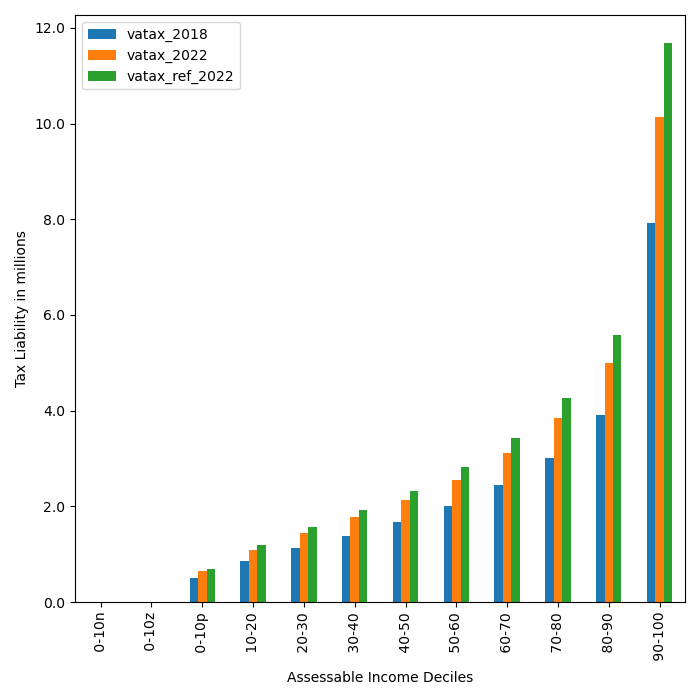 vatax_2018
vatax_2022
vatax_ref_2022
Tax Liability in millions
12.0
10.0
8.0
6.0
4.0
2.0
0.0
0-10n
0-10z
0-10p
10-20
20-30
30-40
40-50
50-60
60-70
70-80
80-90
90-100
Assessable Income Deciles